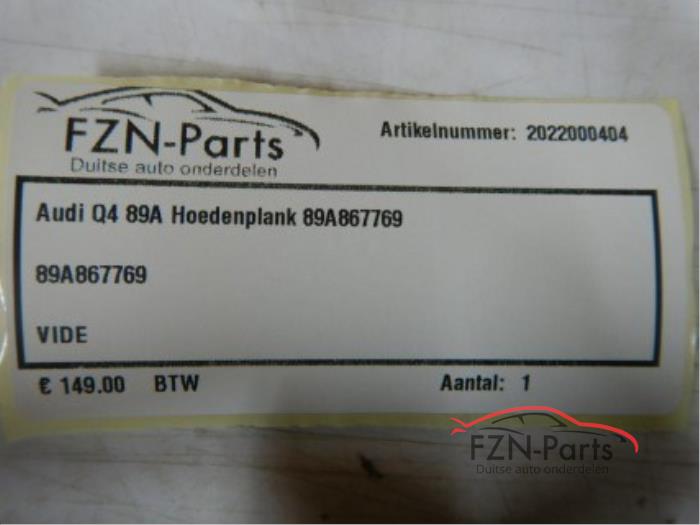 FZN-Parts
Duitse auto onderdelen
Artikelnummer: 2022000404
Audi Q4 89A Hoedenplank 89A867769
89A867769
VIDE
€ 149.00 BTW
Aantal: 1
FZN-Parts
Duitse auto onderdelen